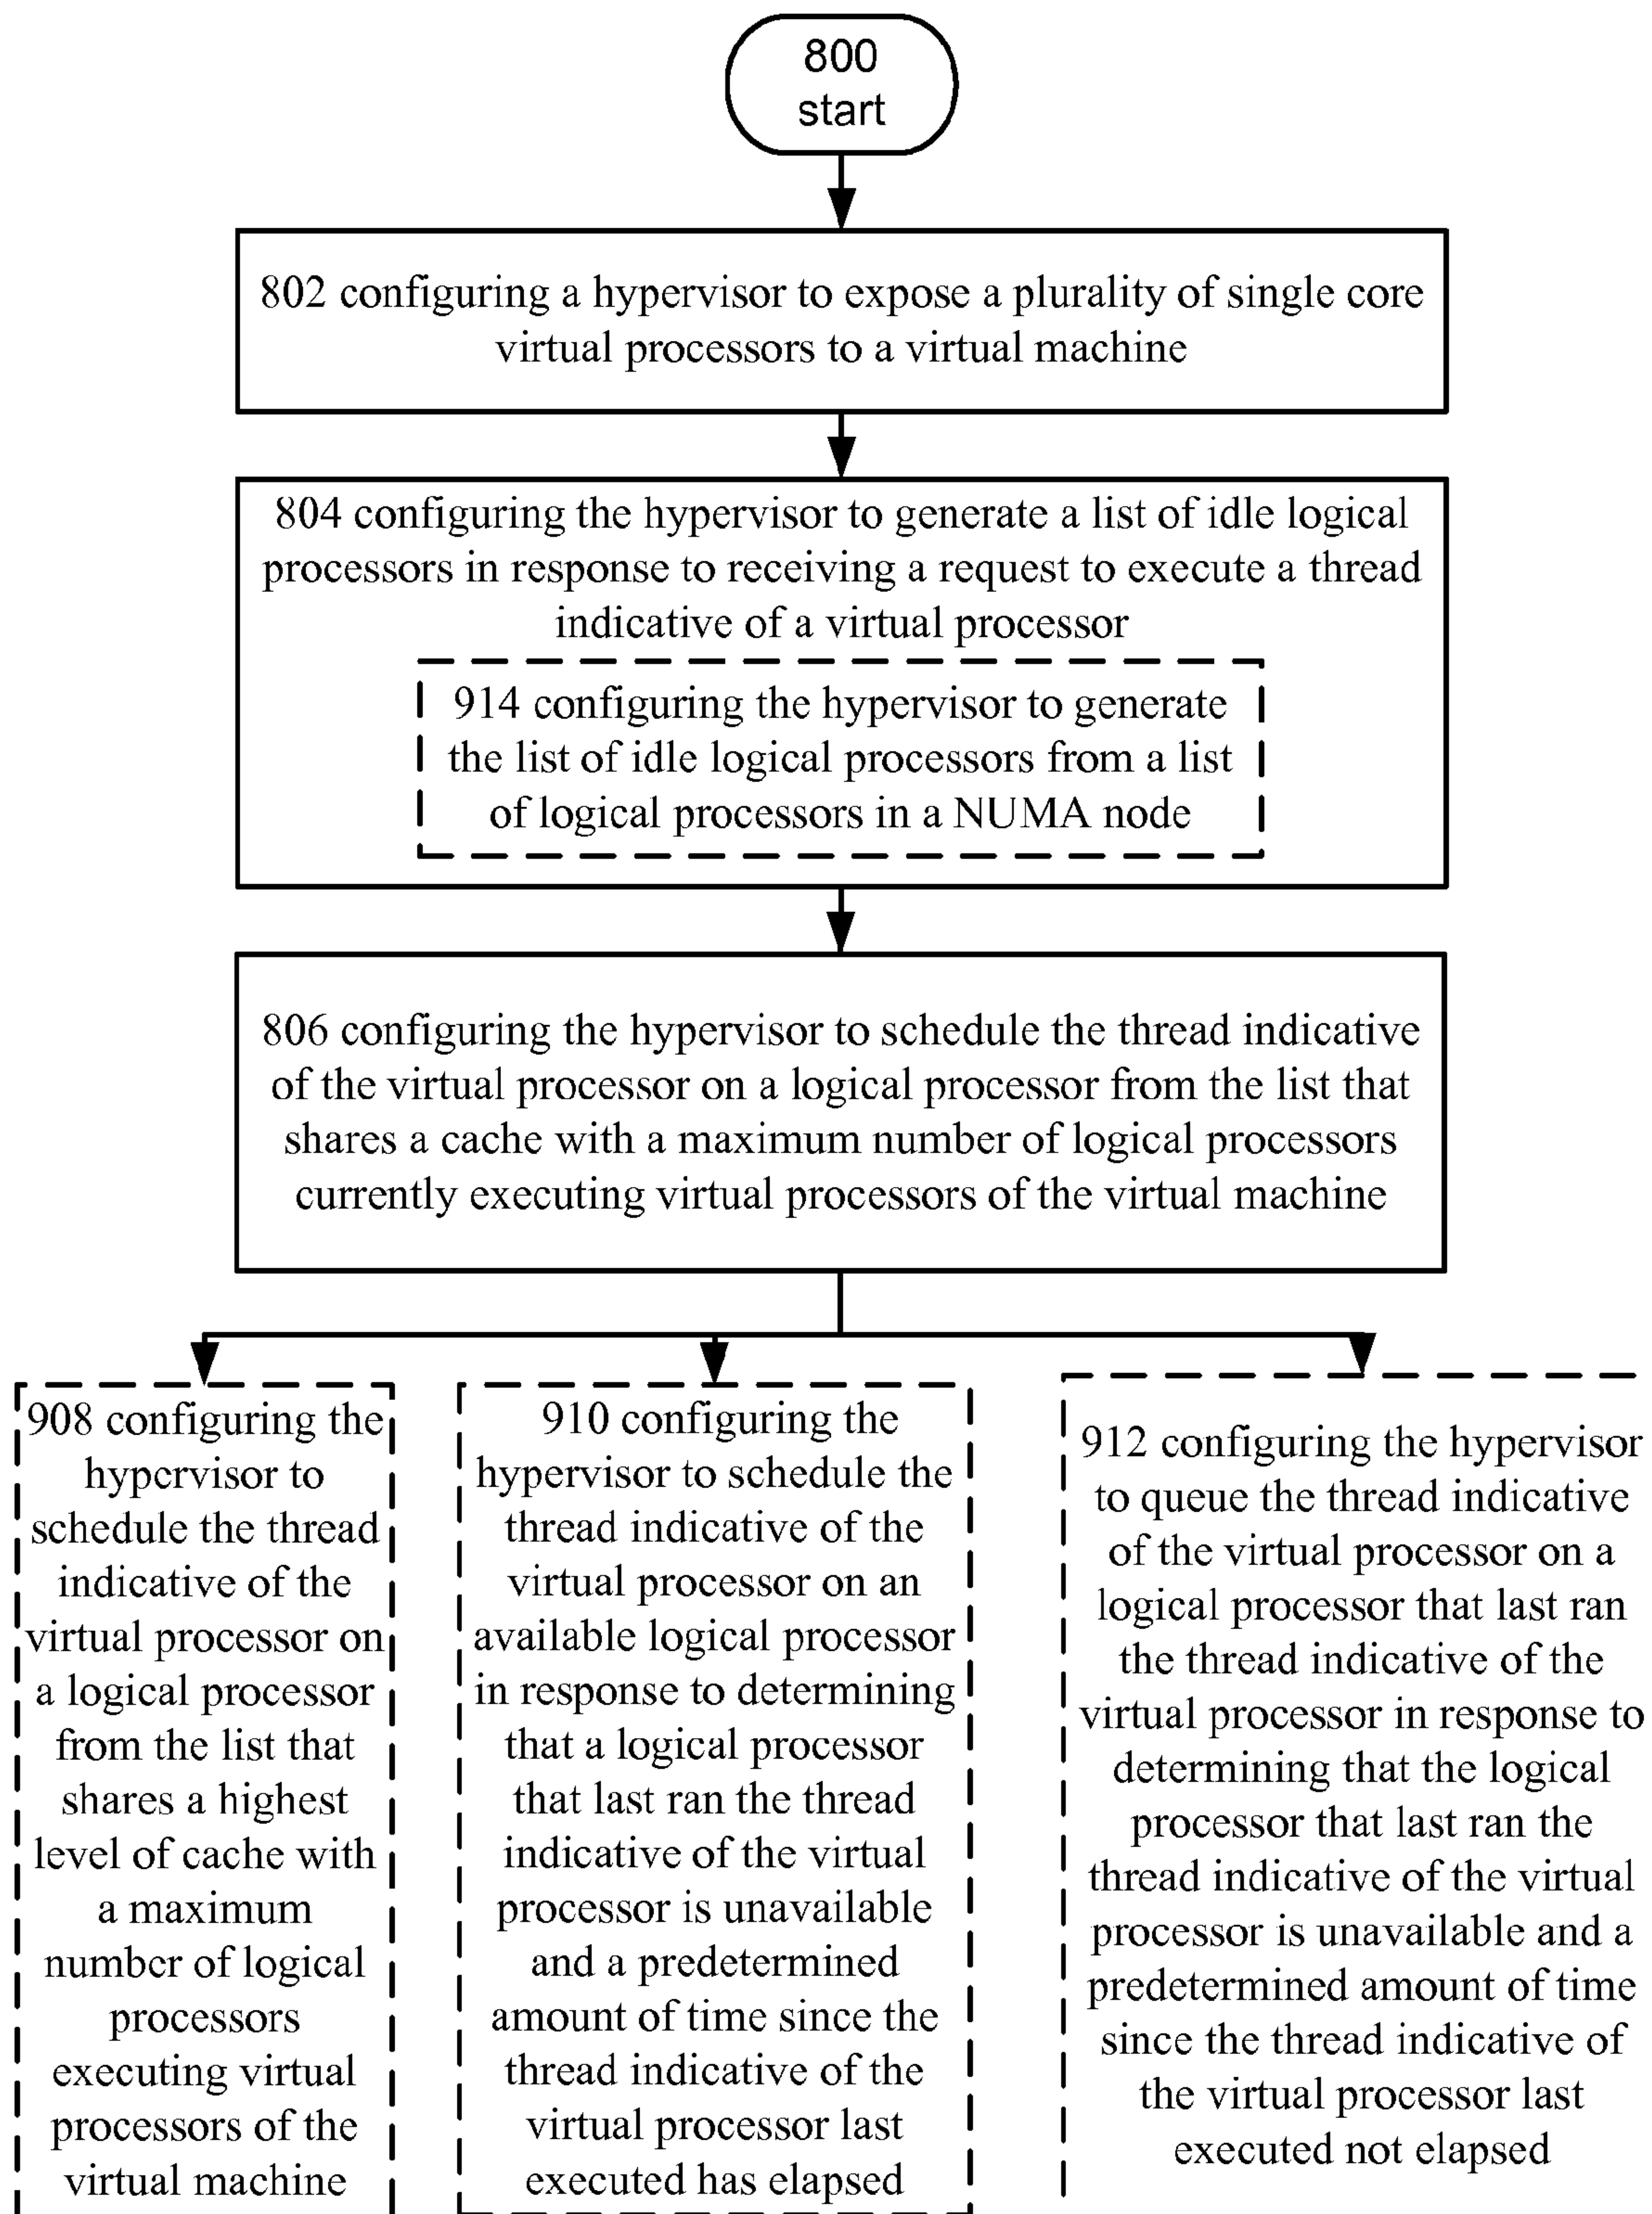 800
start
802 configuring a hypervisor to expose a plurality of single core
virtual processors to a virtual machine
804 configuring the hypervisor to generate a list of idle logical
processors in response to receiving a request to execute a thread
indicative of a virtual processor
914 configuring the hypervisor to generate
the list of idle logical processors from a list
of logical processors in a NUMA node
806 configuring the hypervisor to schedule the thread indicative
of the virtual processor on a logical processor from the list that
shares a cache with a maximum number of logical processors
currently executing virtual processors of the virtual machine
908 configuring the
hypervisor to
schedule the thread
indicative of the
virtual processor on
a logical processor
from the list that
shares a highest
level of cache with
a maximum
number of logical
processors
executing virtual
processors of the
virtual machine
910 configuring the
hypervisor to schedule the
thread indicative of the
virtual processor on an
available logical processor
in response to determining
that a logical processor
that last ran the thread
indicative of the virtual
processor is unavailable
and a predetermined
amount of time since the
thread indicative of the
virtual processor last
executed has elapsed
912 configuring the hypervisor
to queue the thread indicative
of the virtual processor on a
logical processor that last ran
the thread indicative of the
virtual processor in response to
determining that the logical
processor that last ran the
thread indicative of the virtual
processor is unavailable and a
predetermined amount of time
since the thread indicative of
the virtual processor last
executed not elapsed